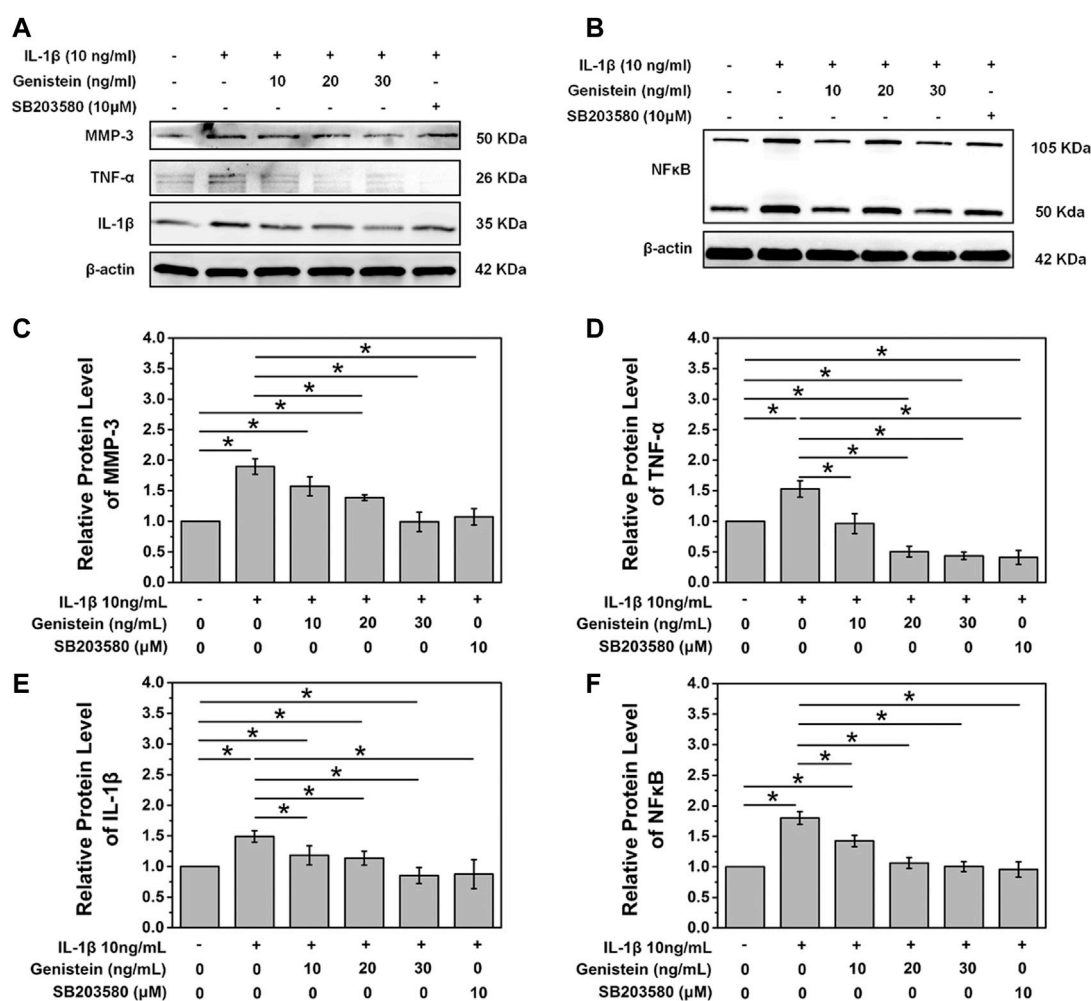 A
IL-1β (10 ng/ml) - + + + + +
Genistein (ng/ml) - - 10 20 30 -
SB203580 (10μM) - - - - - +
MMP-3 50 KDa
TNF-α 26 KDa
IL-1β 35 KDa
β-actin 42 KDa
B
IL-1β (10 ng/ml) - + + + + +
Genistein (ng/ml) - - 10 20 30 -
SB203580 (10μM) - - - - - +
105 KDa
NFκB
50 Kda
β-actin 42 KDa
C
Relative Protein Level
of MMP-3
4.0
3.5
3.0
2.5
2.0
1.5
1.0
0.5
0.0
* * * * * *
IL-1β 10ng/mL - + + + + +
Genistein (ng/mL) 0 0 10 20 30 0
SB203580 (μM) 0 0 0 0 0 10
D
Relative Protein Level
of TNF-α
4.0
3.5
3.0
2.5
2.0
1.5
1.0
0.5
0.0
* * * * * * * *
IL-1β 10ng/mL - + + + + +
Genistein (ng/mL) 0 0 10 20 30 0
SB203580 (μM) 0 0 0 0 0 10
E
Relative Protein Level
of IL-1β
4.0
3.5
3.0
2.5
2.0
1.5
1.0
0.5
0.0
* * * * * * * *
IL-1β 10ng/mL - + + + + +
Genistein (ng/mL) 0 0 10 20 30 0
SB203580 (μM) 0 0 0 0 0 10
F
Relative Protein Level
of NFκB
4.0
3.5
3.0
2.5
2.0
1.5
1.0
0.5
0.0
* * * * * *
IL-1β 10ng/mL - + + + + +
Genistein (ng/mL) 0 0 10 20 30 0
SB203580 (μM) 0 0 0 0 0 10